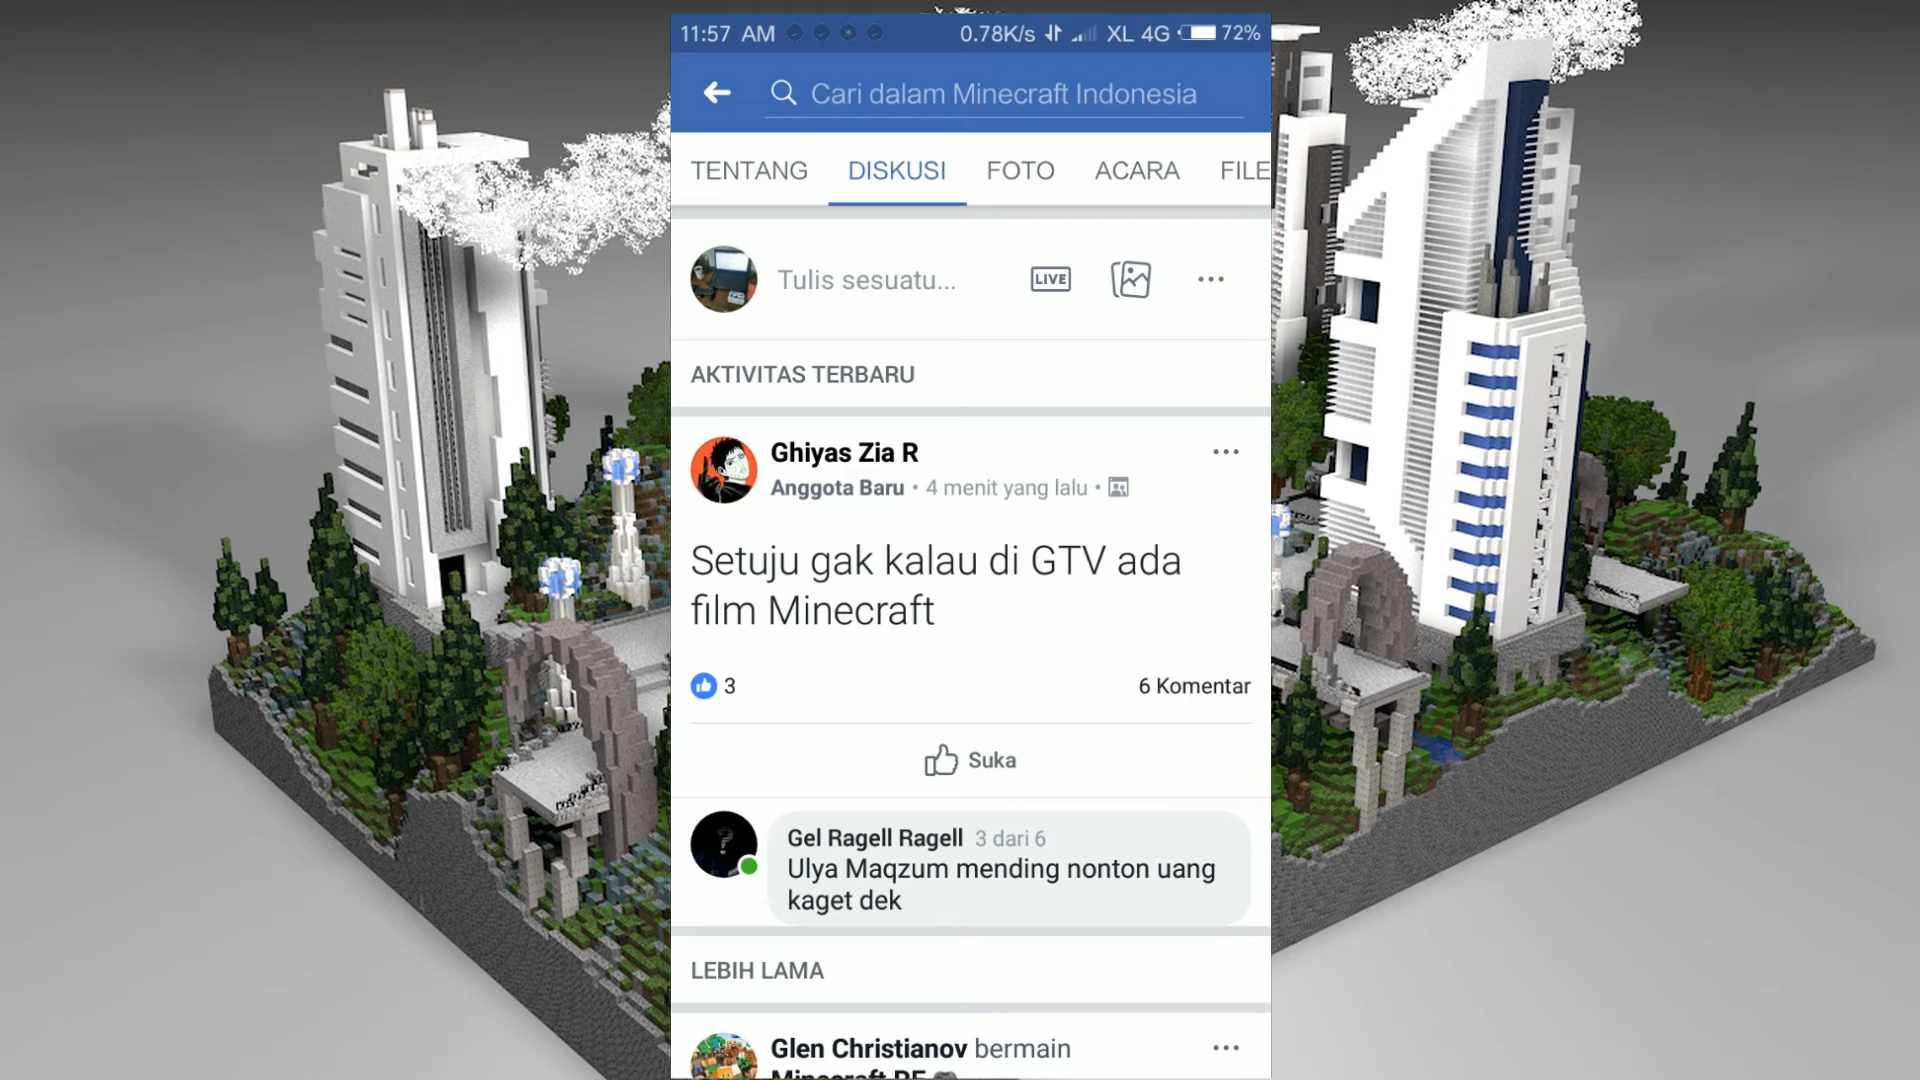 11:57 AM 0.78K/s XL 4G 72%
Cari dalam Minecraft Indonesia
TENTANG DISKUSI FOTO ACARA FILE
Tulis sesuatu... LIVE
AKTIVITAS TERBARU
Ghiyas Zia R
Anggota Baru • 4 menit yang lalu •
Setuju gak kalau di GTV ada
film Minecraft
3 6 Komentar
Suka
Gel Ragell Ragell 3 dari 6
Ulya Maqzum mending nonton uang
kaget dek
LEBIH LAMA
Glen Christianov bermain
Minecraft PE